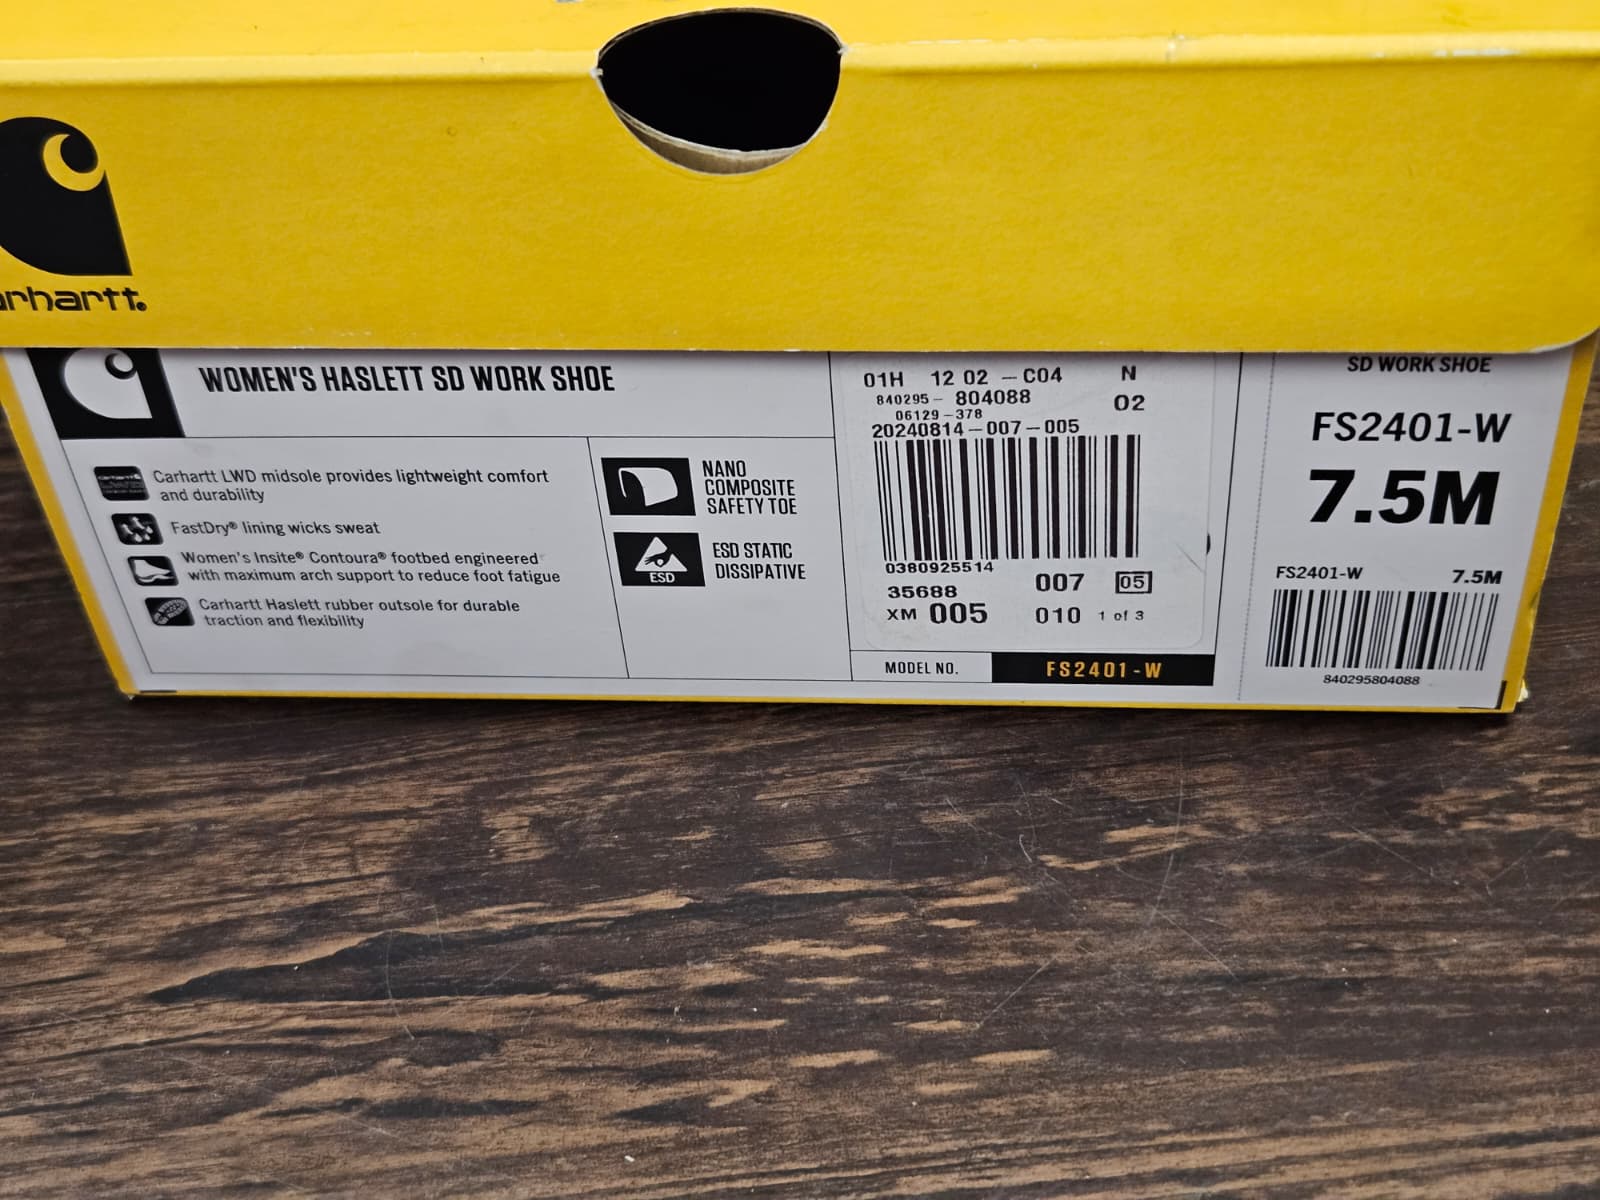 arhartt.
WOMEN'S HASLETT SD WORK SHOE
Carhartt LWD midsole provides lightweight comfort
and durability
FastDry® lining wicks sweat
Women's Insite® Contoura® footbed engineered
with maximum arch support to reduce foot fatigue
Carhartt Haslett rubber outsole for durable
traction and flexibility
NANO
COMPOSITE
SAFETY TOE
ESD
ESD STATIC
DISSIPATIVE
01H 12 02 – C04 N
840295– 804088 02
06129–378
20240814–007–005
0380925514
35688 007 05
XM 005 010 1 of 3
MODEL NO. FS2401-W
SD WORK SHOE
FS2401-W
7.5M
FS2401-W 7.5M
840295804088